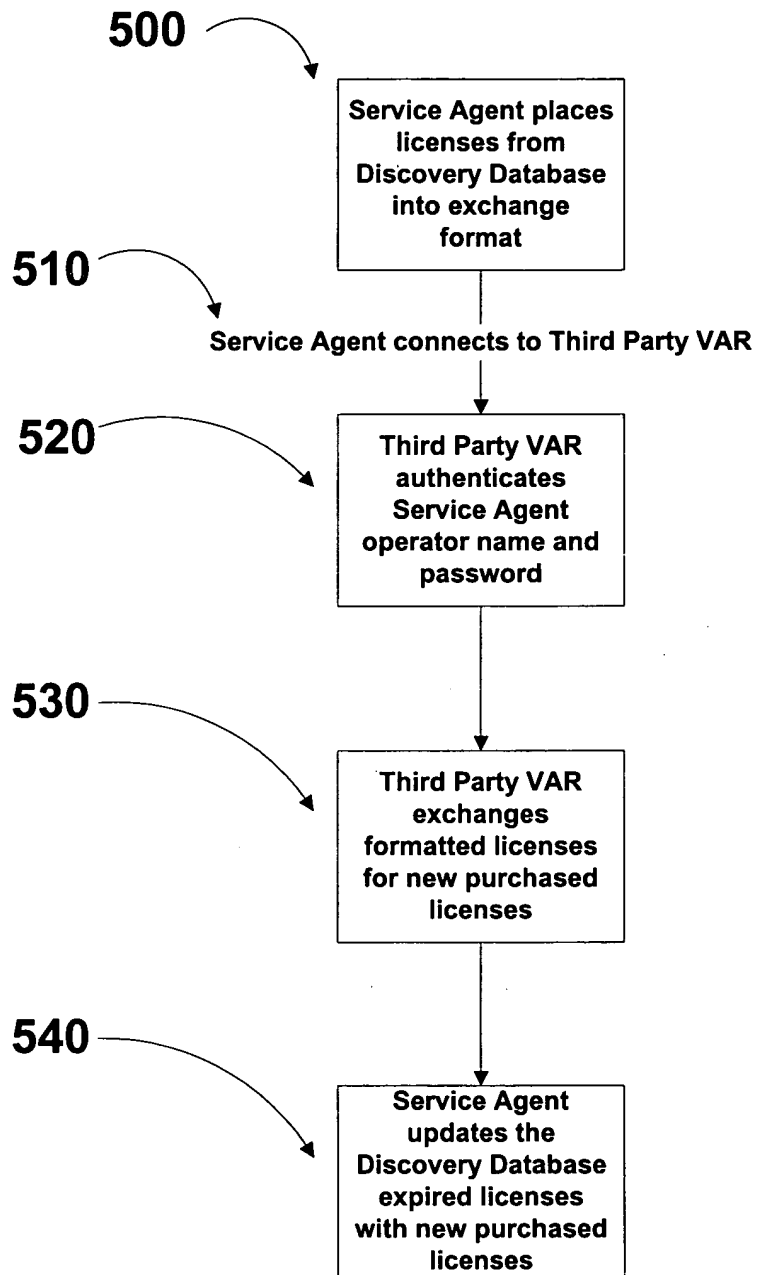 500
Service Agent places
licenses from
Discovery Database
into exchange
format
510
Service Agent connects to Third Party VAR
520
Third Party VAR
authenticates
Service Agent
operator name and
password
530
Third Party VAR
exchanges
formatted licenses
for new purchased
licenses
540
Service Agent
updates the
Discovery Database
expired licenses
with new purchased
licenses